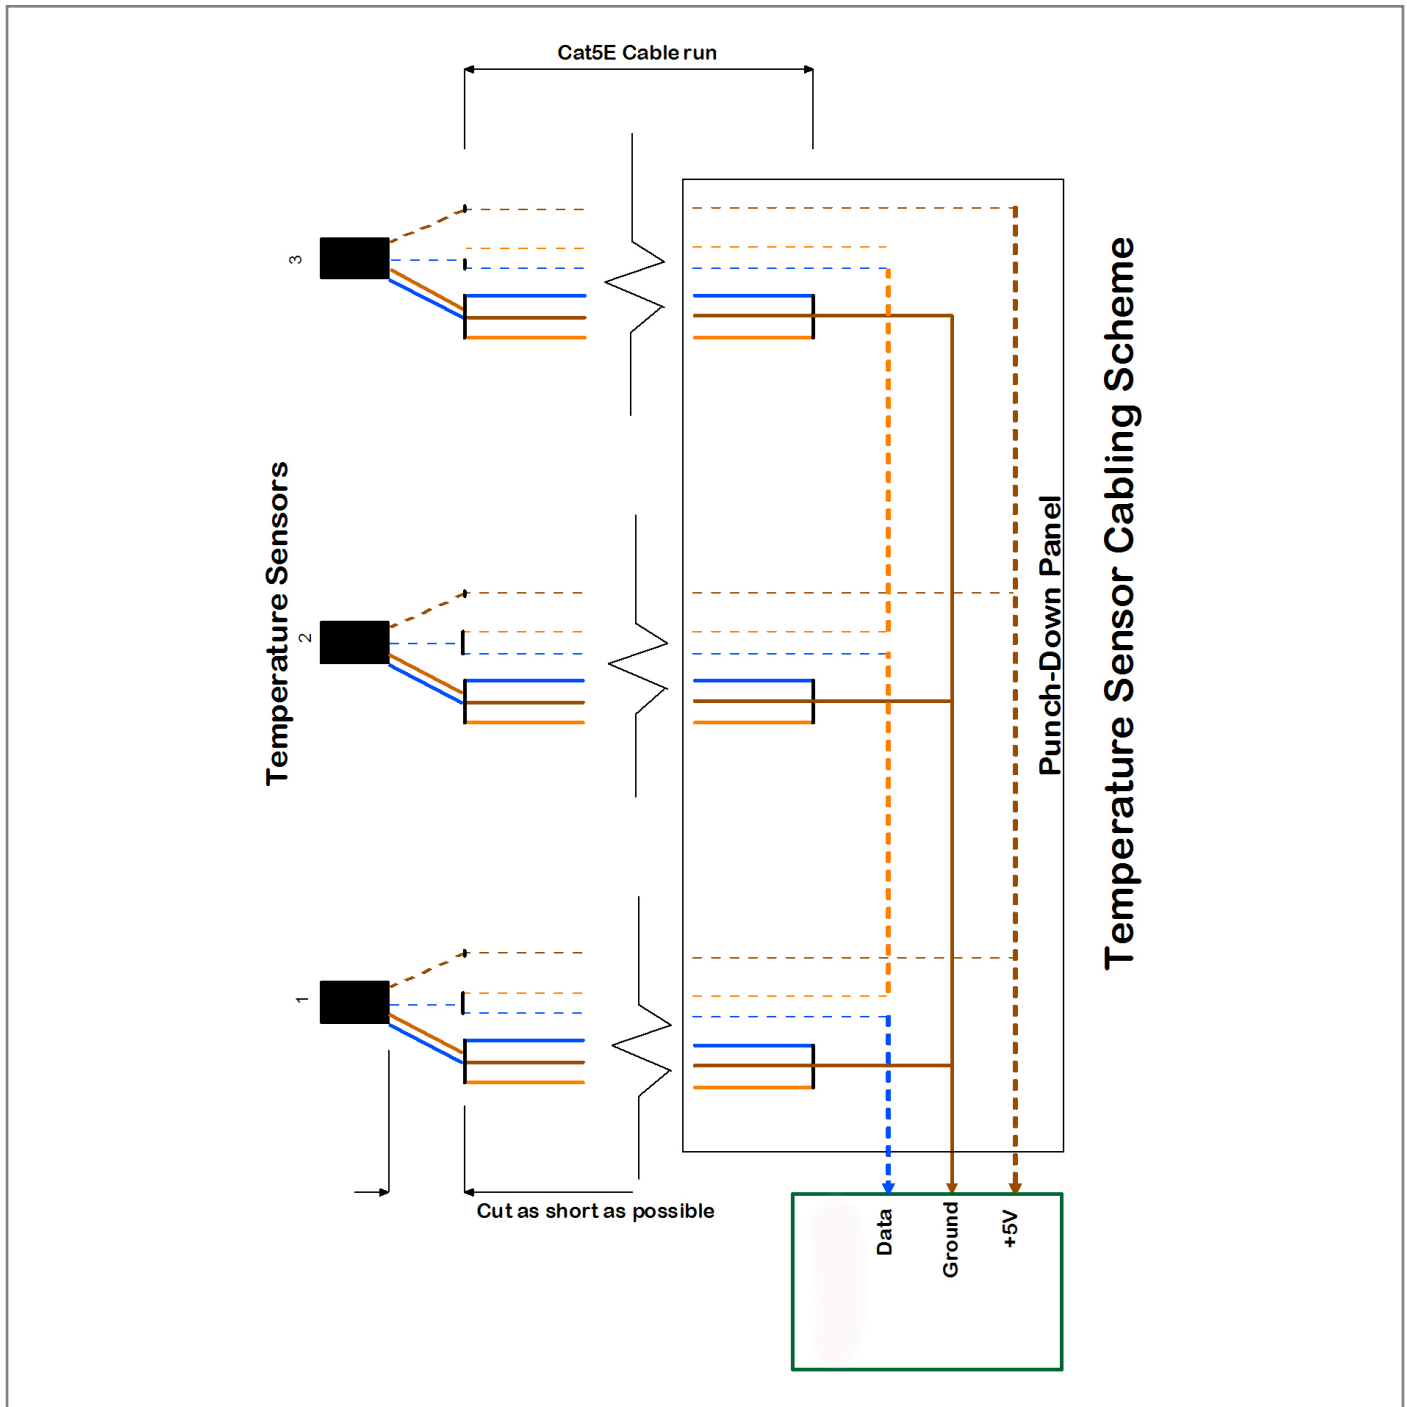 Cat5E Cable run
3
Temperature Sensors
2
1
Punch-Down Panel
Temperature Sensor Cabling Scheme
Cut as short as possible
Data
Ground
+5V